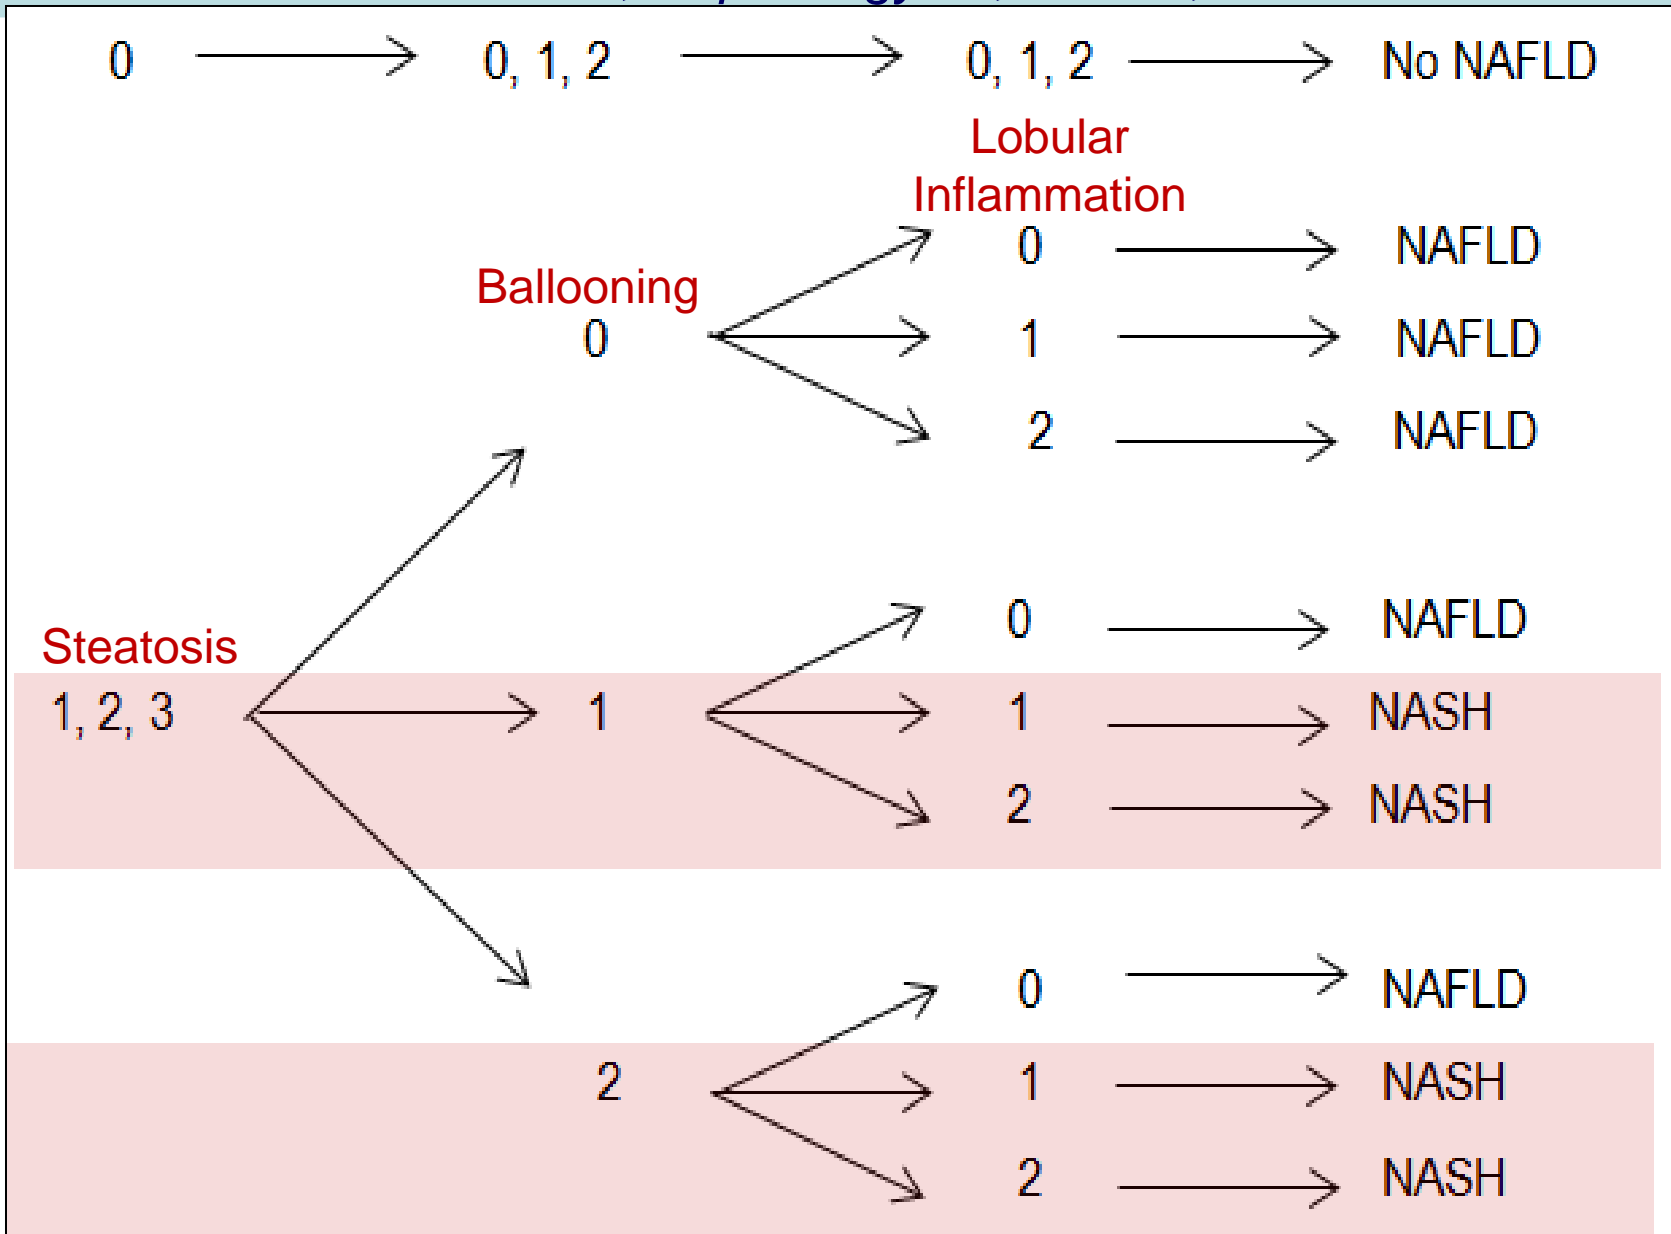 0 0, 1, 2 0, 1, 2 No NAFLD
Lobular
Inflammation
0 NAFLD
Ballooning
0 1 NAFLD
2 NAFLD
0 NAFLD
Steatosis
1, 2, 3 1 1 NASH
2 NASH
0 NAFLD
2 1 NASH
2 NASH